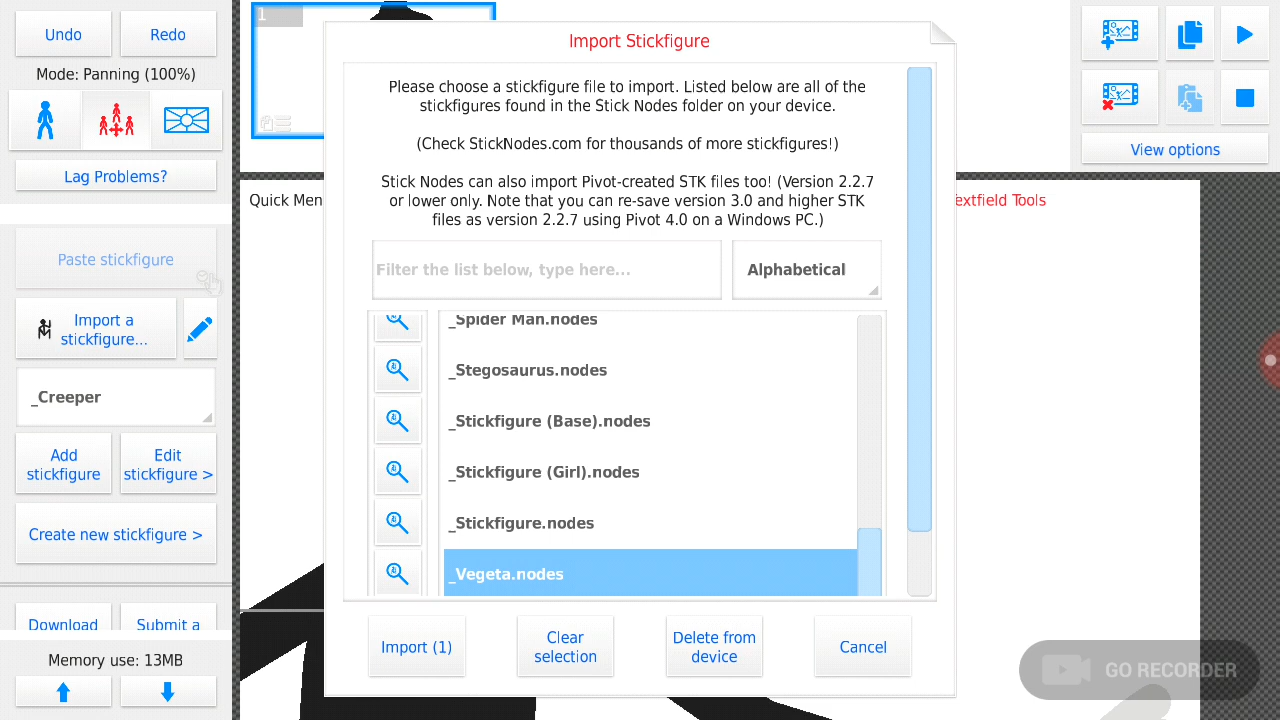 Undo
Redo
Mode: Panning (100%)
Lag Problems?
Paste stickfigure
Import a
stickfigure...
_Creeper
Add
stickfigure
Edit
stickfigure >
Create new stickfigure >
Download
Submit a
Memory use: 13MB
1
Quick Men
Import Stickfigure
Please choose a stickfigure file to import. Listed below are all of the
stickfigures found in the Stick Nodes folder on your device.
(Check StickNodes.com for thousands of more stickfigures!)
Stick Nodes can also import Pivot-created STK files too! (Version 2.2.7
or lower only. Note that you can re-save version 3.0 and higher STK
files as version 2.2.7 using Pivot 4.0 on a Windows PC.)
Filter the list below, type here...
Alphabetical
_Spider Man.nodes
_Stegosaurus.nodes
_Stickfigure (Base).nodes
_Stickfigure (Girl).nodes
_Stickfigure.nodes
_Vegeta.nodes
Import (1)
Clear
selection
Delete from
device
Cancel
View options
extfield Tools
GO RECORDER